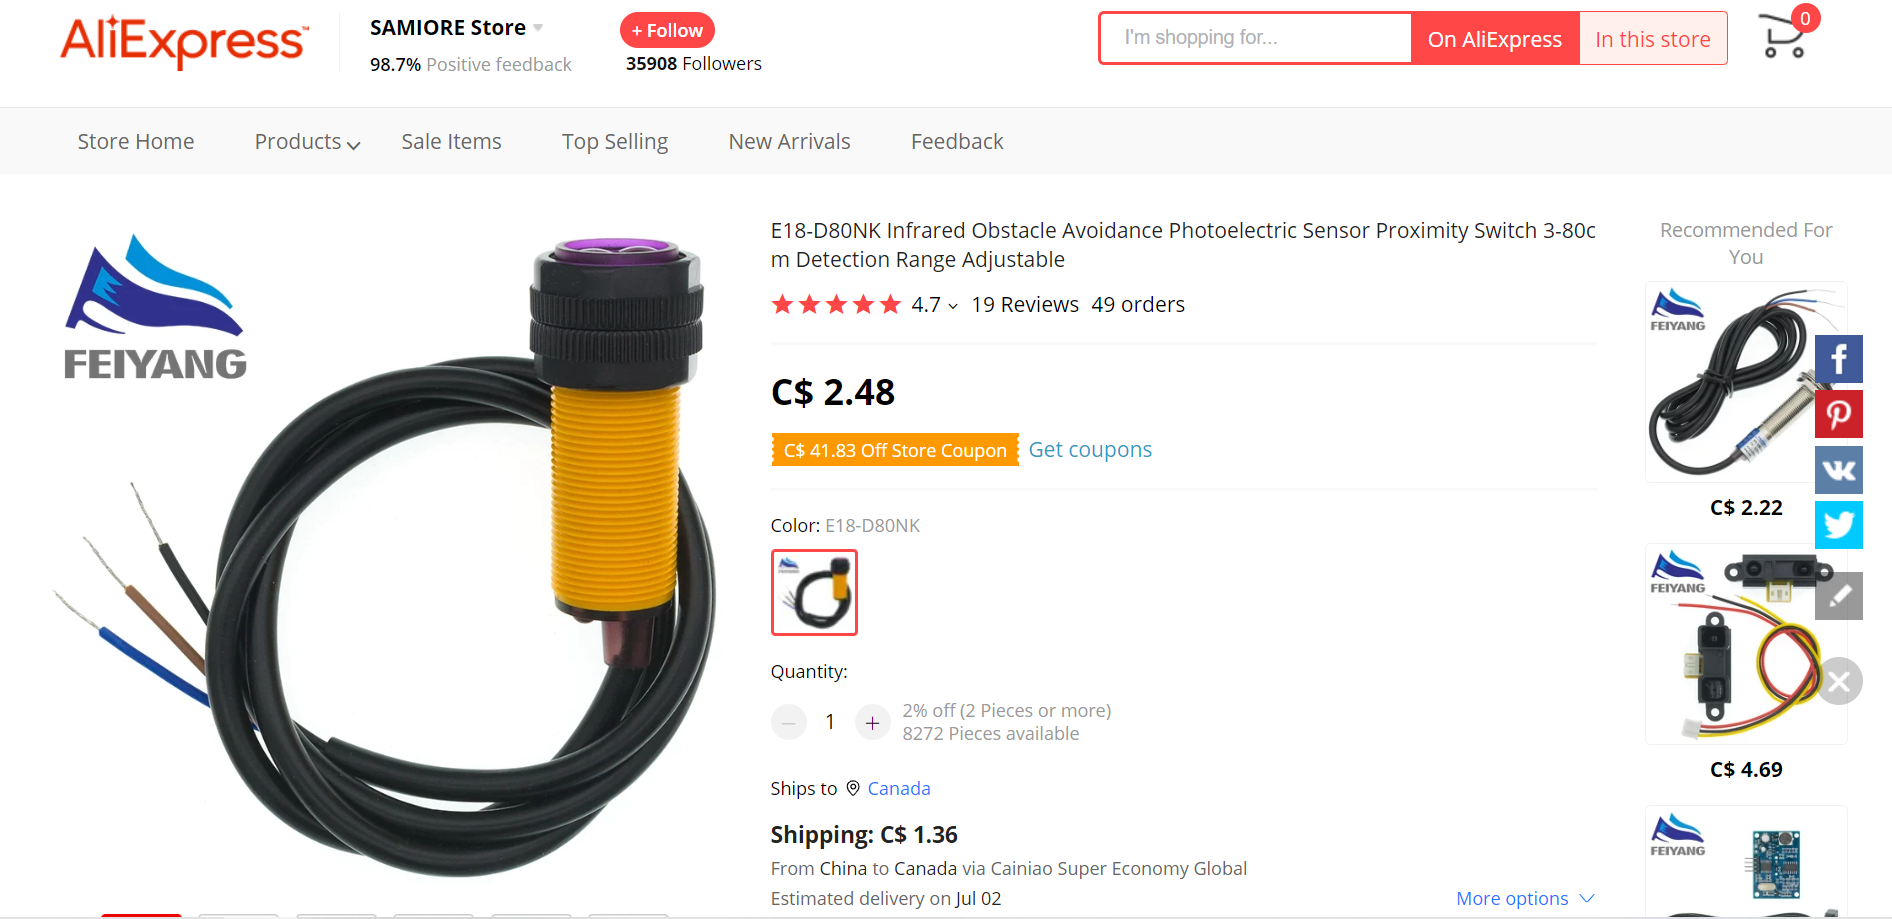 AliExpress™
SAMIORE Store
98.7% Positive feedback
+ Follow
35908 Followers
I'm shopping for...
On AliExpress
In this store
0
Store Home
Products
Sale Items
Top Selling
New Arrivals
Feedback
FEIYANG
E18-D80NK Infrared Obstacle Avoidance Photoelectric Sensor Proximity Switch 3-80c
m Detection Range Adjustable
4.7 19 Reviews 49 orders
C$ 2.48
C$ 41.83 Off Store Coupon Get coupons
Color: E18-D80NK
Quantity:
1
2% off (2 Pieces or more)
8272 Pieces available
Ships to Canada
Shipping: C$ 1.36
From China to Canada via Cainiao Super Economy Global
Estimated delivery on Jul 02
More options
Recommended For
You
FEIYANG
C$ 2.22
FEIYANG
C$ 4.69
FEIYANG